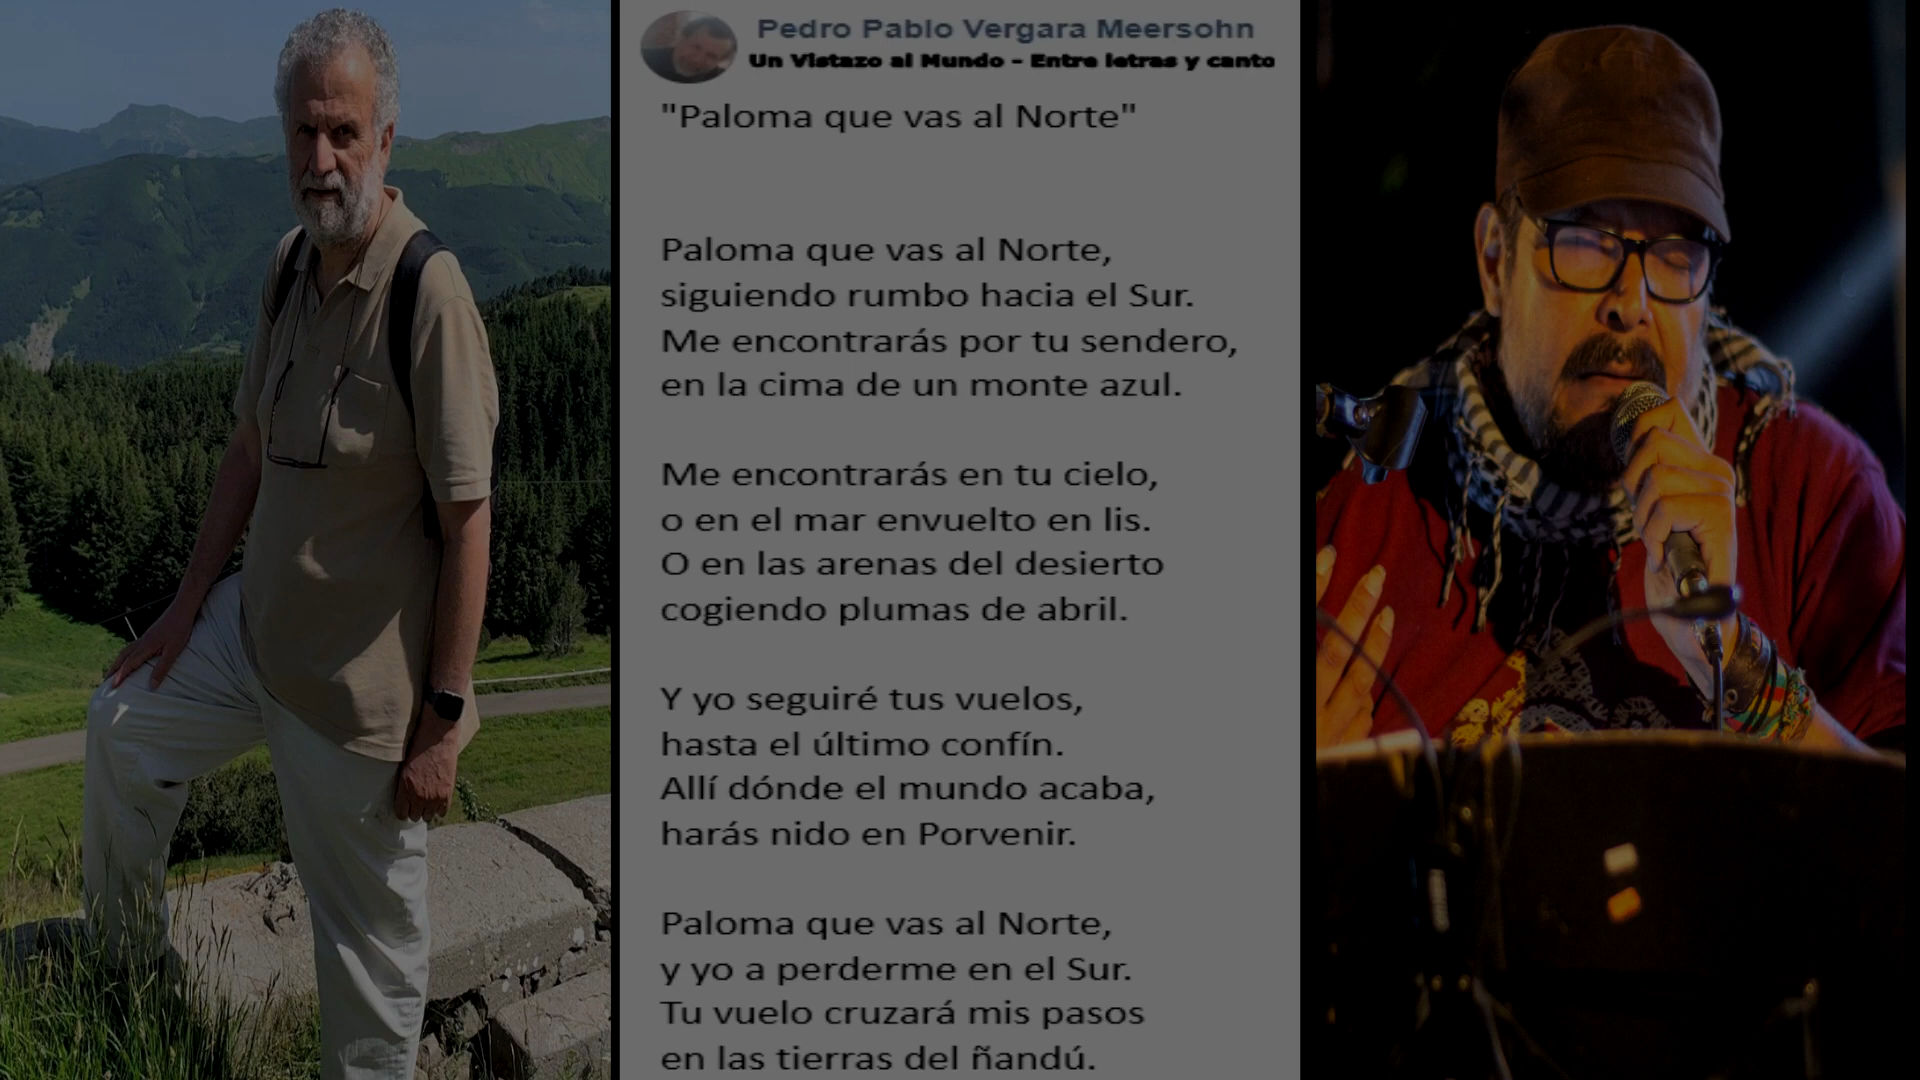 Pedro Pablo Vergara Meersohn
Un Vistazo al Mundo - Entre letras y canto
"Paloma que vas al Norte"
Paloma que vas al Norte,
siguiendo rumbo hacia el Sur.
Me encontrarás por tu sendero,
en la cima de un monte azul.
Me encontrarás en tu cielo,
o en el mar envuelto en lis.
O en las arenas del desierto
cogiendo plumas de abril.
Y yo seguiré tus vuelos,
hasta el último confín.
Allí dónde el mundo acaba,
harás nido en Porvenir.
Paloma que vas al Norte,
y yo a perderme en el Sur.
Tu vuelo cruzará mis pasos
en las tierras del ñandú.